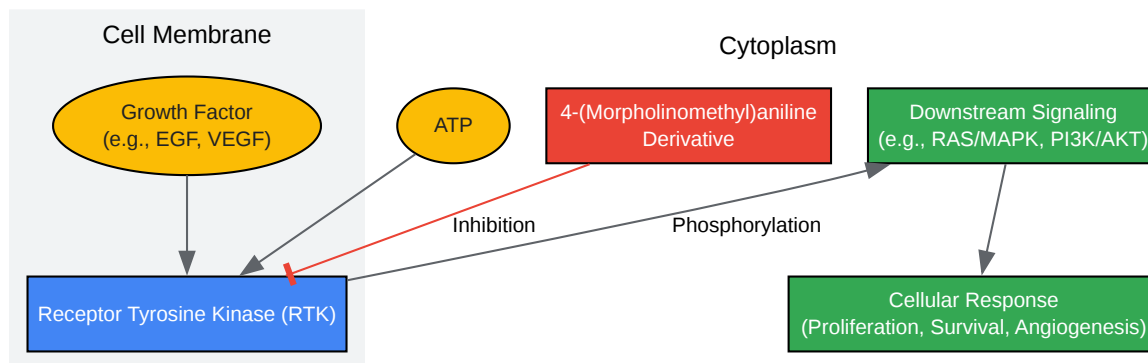 Cell Membrane
Cytoplasm
Growth Factor
(e.g., EGF, VEGF)
ATP
4-(Morpholinomethyl)aniline
Derivative
Downstream Signaling
(e.g., RAS/MAPK, PI3K/AKT)
Inhibition
Phosphorylation
Receptor Tyrosine Kinase (RTK)
Cellular Response
(Proliferation, Survival, Angiogenesis)